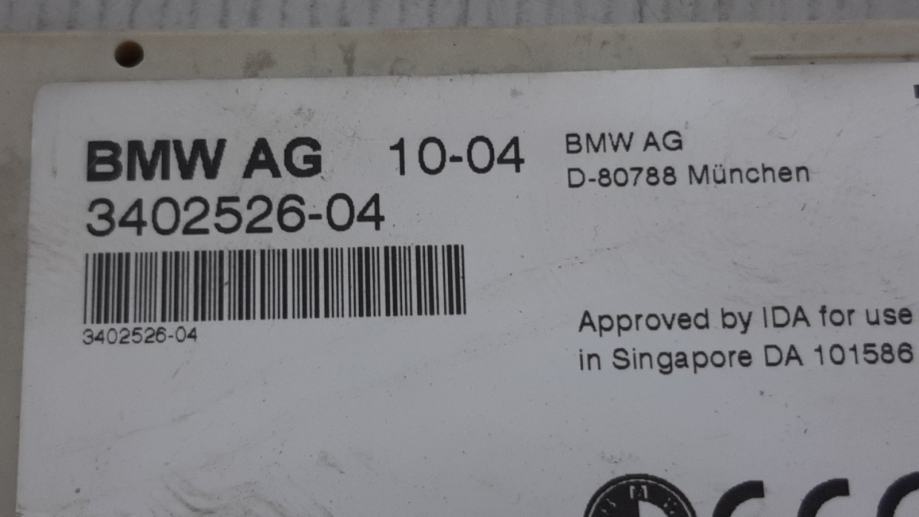 BMW AG 10-04
3402526-04
3402526-04
BMW AG
D-80788 München
Approved by IDA for use
in Singapore DA 101586